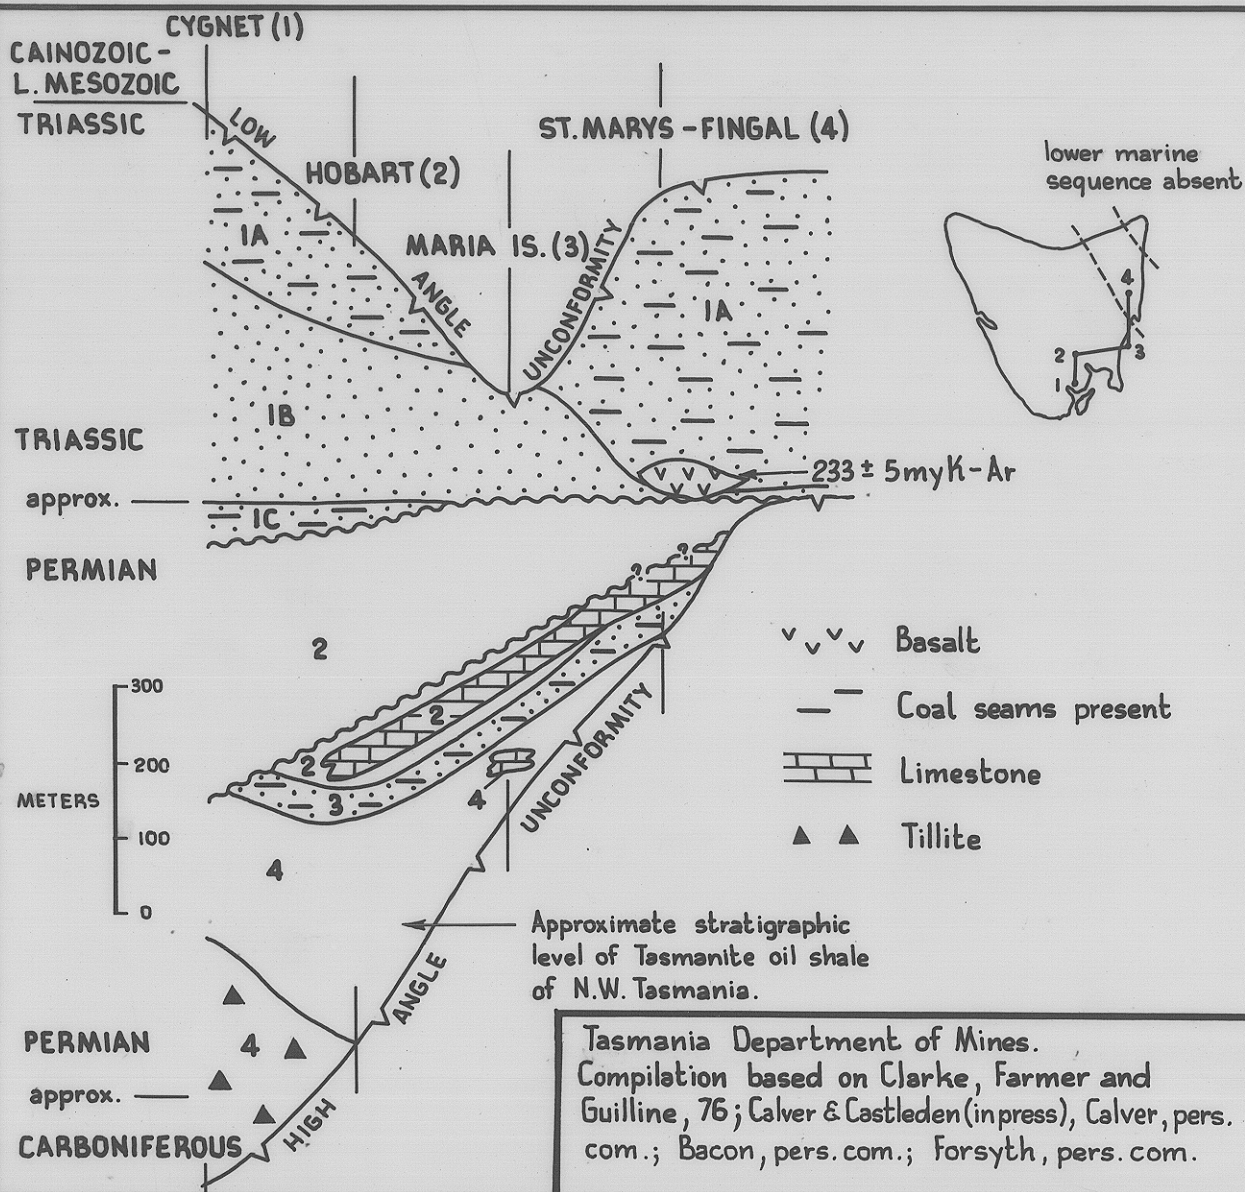 CYGNET (1)
CAINOZOIC -
L. MESOZOIC
TRIASSIC
LOW
HOBART (2)
ST. MARYS - FINGAL (4)
lower marine
sequence absent
MARIA IS. (3)
IA
ANGLE
UNCONFORMITY
IA
4
2
3
1
IB
TRIASSIC
approx.
233 ± 5my K-Ar
IC
PERMIAN
?
?
2
Basalt
300
Coal seams present
2
200
2
Limestone
METERS
3
4
UNCONFORMITY
100
Tillite
4
0
Approximate stratigraphic
level of Tasmanite oil shale
of N.W. Tasmania.
ANGLE
PERMIAN
4
approx.
HIGH
CARBONIFEROUS
Tasmania Department of Mines.
Compilation based on Clarke, Farmer and
Guilline, 76; Calver & Castleden (in press), Calver, pers.
com.; Bacon, pers. com.; Forsyth, pers. com.